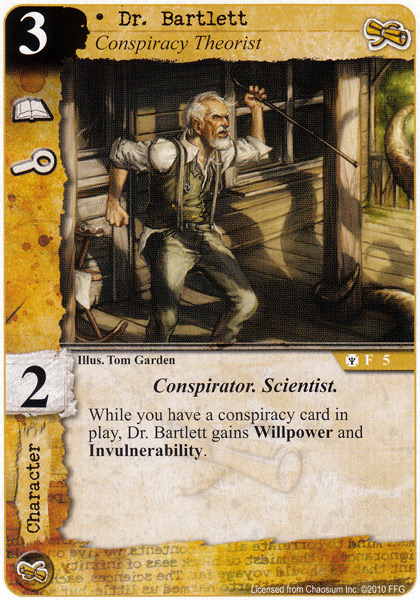 3
• Dr. Bartlett
Conspiracy Theorist
Illus. Tom Garden
F 5
2
Conspirator. Scientist.
While you have a conspiracy card in
play, Dr. Bartlett gains Willpower and
Invulnerability.
Character
Licensed from Chaosium Inc. ©2010 FFG